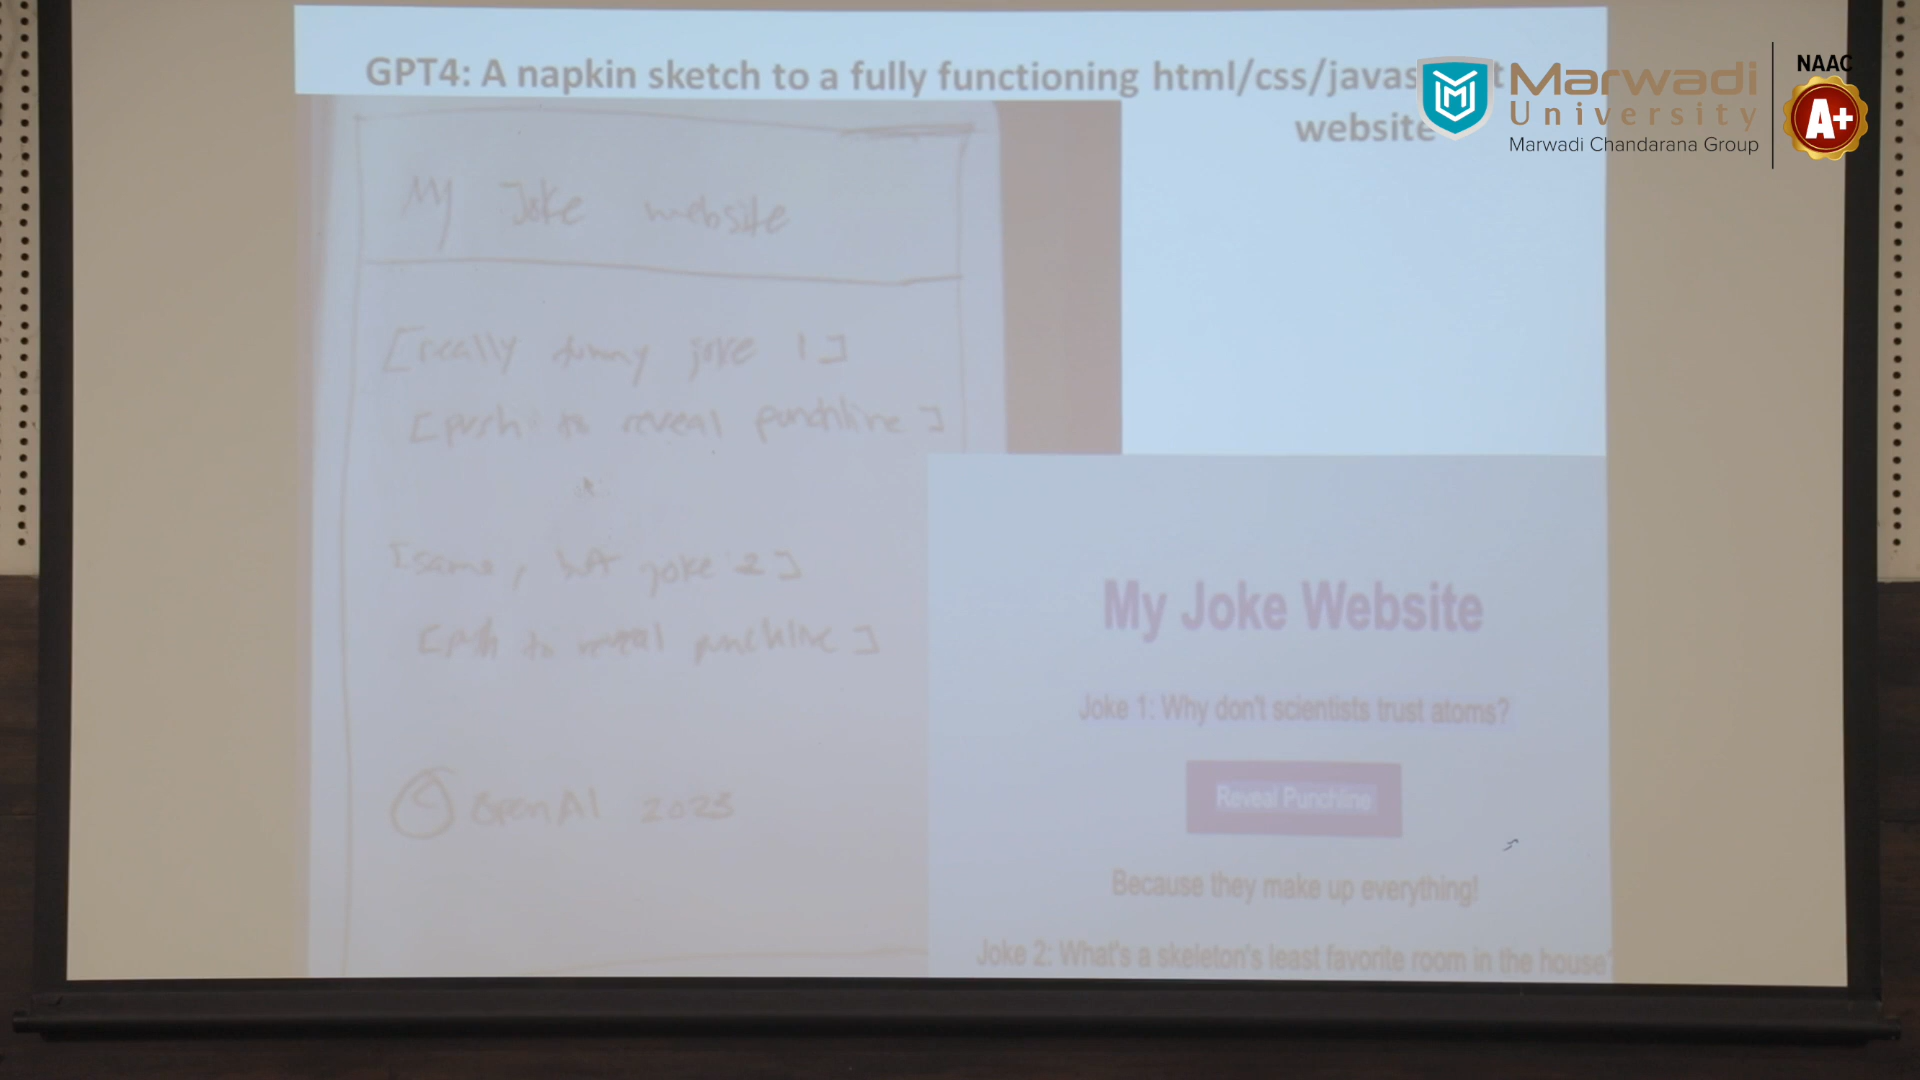 GPT4: A napkin sketch to a fully functioning html/css/javas t
website
Marwadi
University
Marwadi Chandarana Group
NAAC
A+
My Joke website
[really funny joke 1]
[push to reveal punchline]
[same, but joke 2]
[push to reveal punchline]
OpenAI 2023
My Joke Website
Joke 1: Why don't scientists trust atoms?
Reveal Punchline
Because they make up everything!
Joke 2: What's a skeleton's least favorite room in the house?